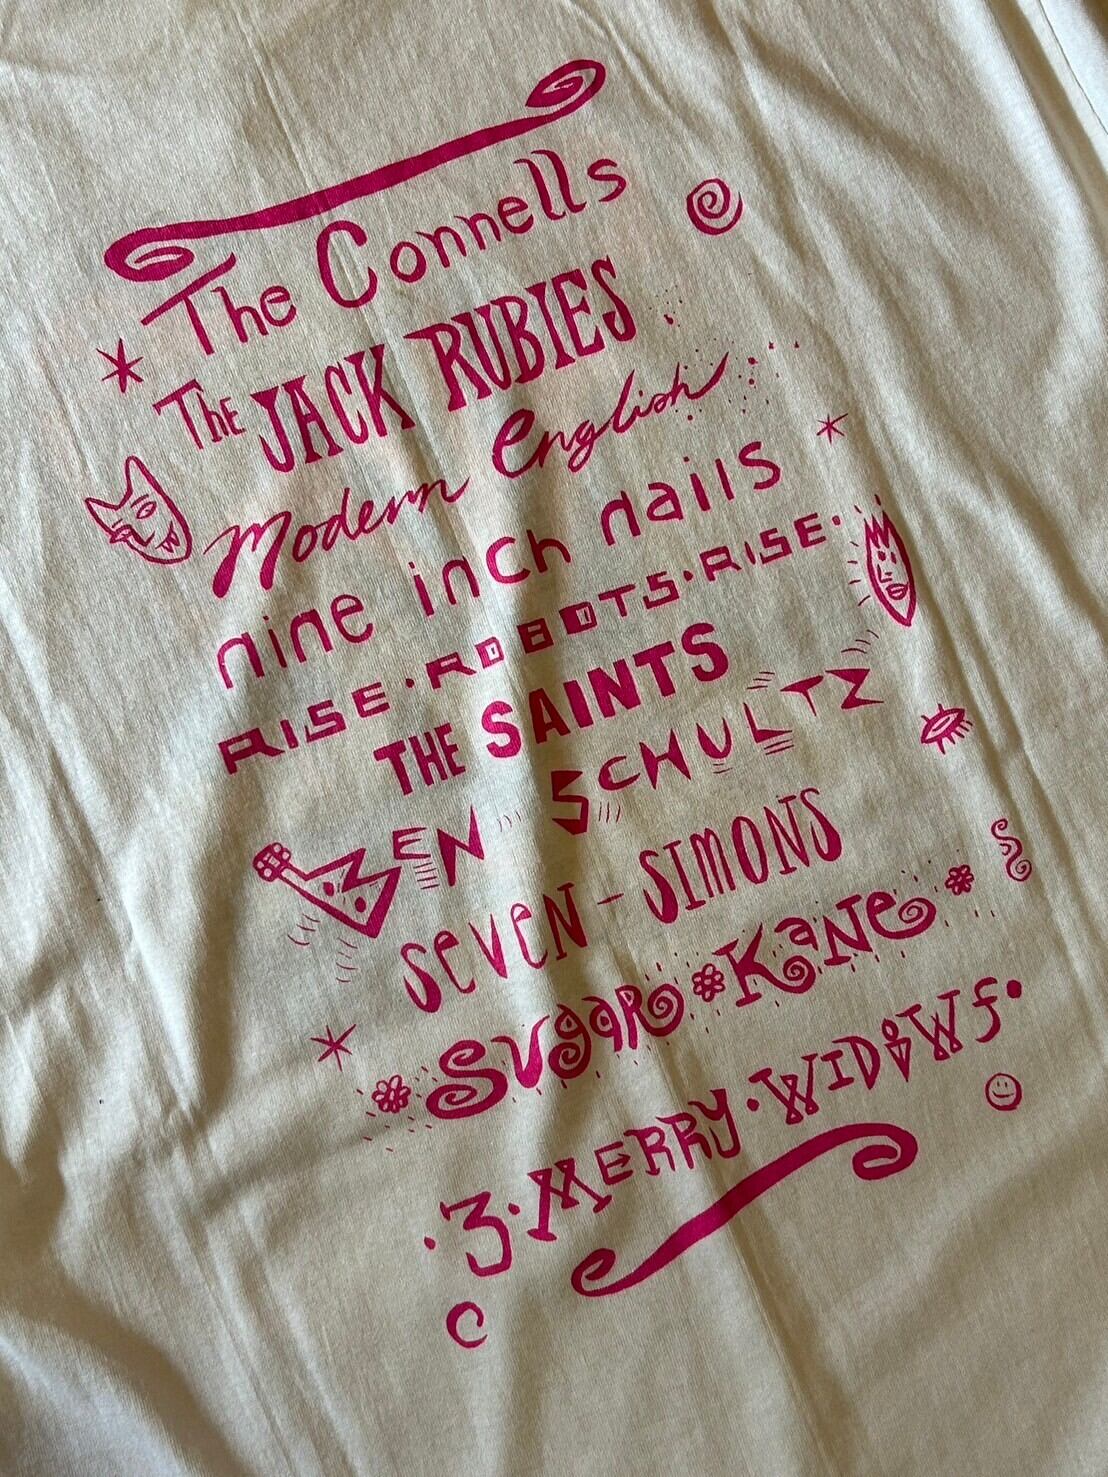 The Connells
The JACK RUBIES
Modern English
nine inch nails
RISE·ROBOTS·RISE·
THE SAINTS
ZEN SCHULTZ
SEVEN-SIMONS
SUgaR KaNe
·3·MERRY·WIDoWS·